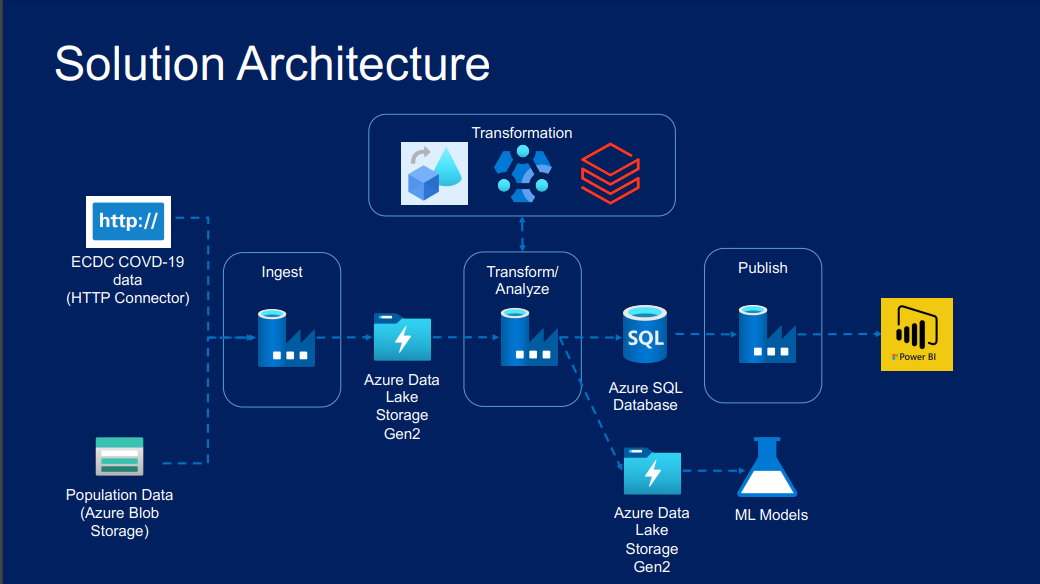 Solution Architecture
Transformation
http://
ECDC COVD-19
data
(HTTP Connector)
Ingest
Transform/
Analyze
Publish
SQL
Power BI
Azure Data
Lake
Storage
Gen2
Azure SQL
Database
Population Data
(Azure Blob
Storage)
Azure Data
Lake
Storage
Gen2
ML Models